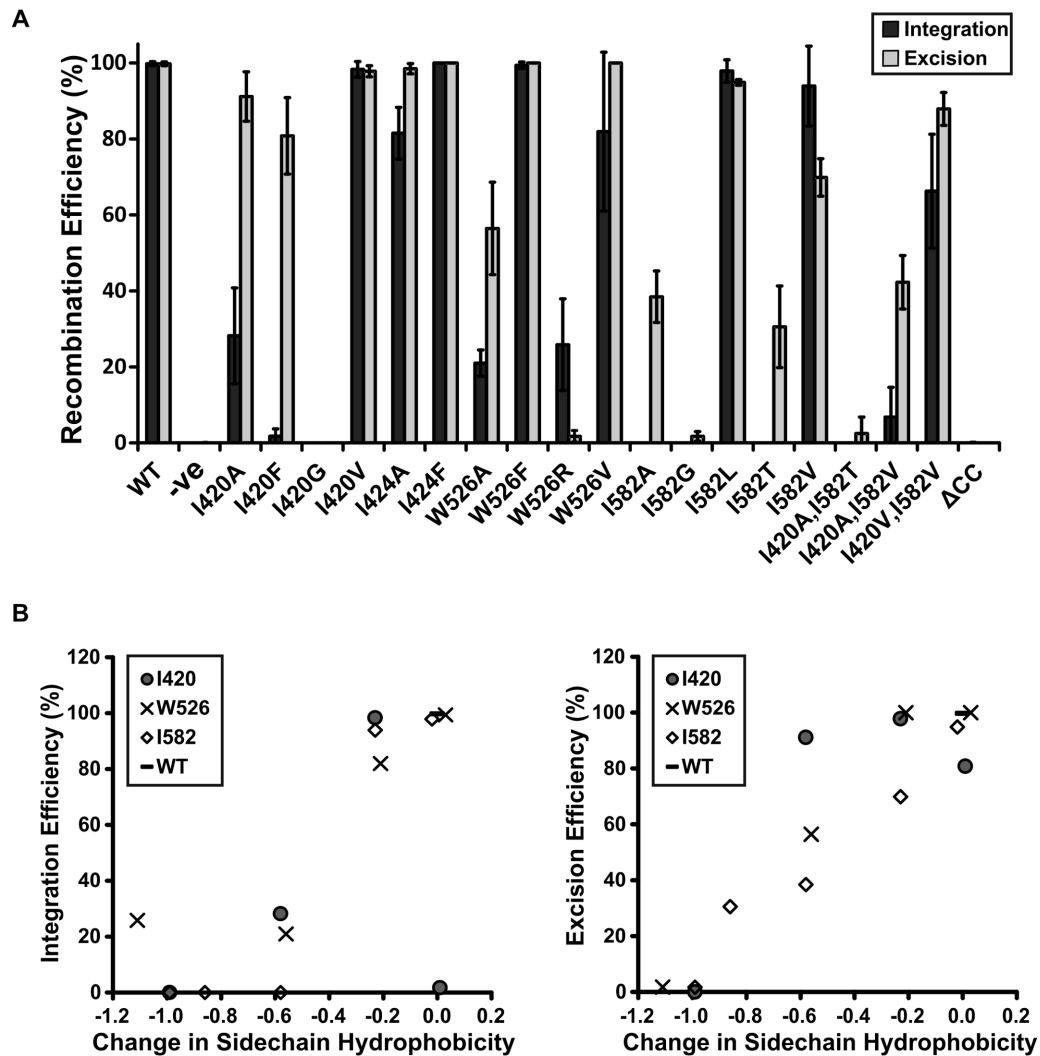 A
Integration
Excision
Recombination Efficiency (%)
100
80
60
40
20
0
WT
-ve
I420A
I420F
I420G
I420V
I424A
I424F
W526A
W526F
W526R
W526V
I582A
I582G
I582L
I582T
I582V
I420A,I582T
I420A,I582V
I420V,I582V
ΔCC
B
Integration Efficiency (%)
120
100
80
60
40
20
0
I420
W526
I582
WT
-1.2 -1.0 -0.8 -0.6 -0.4 -0.2 0.0 0.2
Change in Sidechain Hydrophobicity
Excision Efficiency (%)
120
100
80
60
40
20
0
I420
W526
I582
WT
-1.2 -1.0 -0.8 -0.6 -0.4 -0.2 0.0 0.2
Change in Sidechain Hydrophobicity